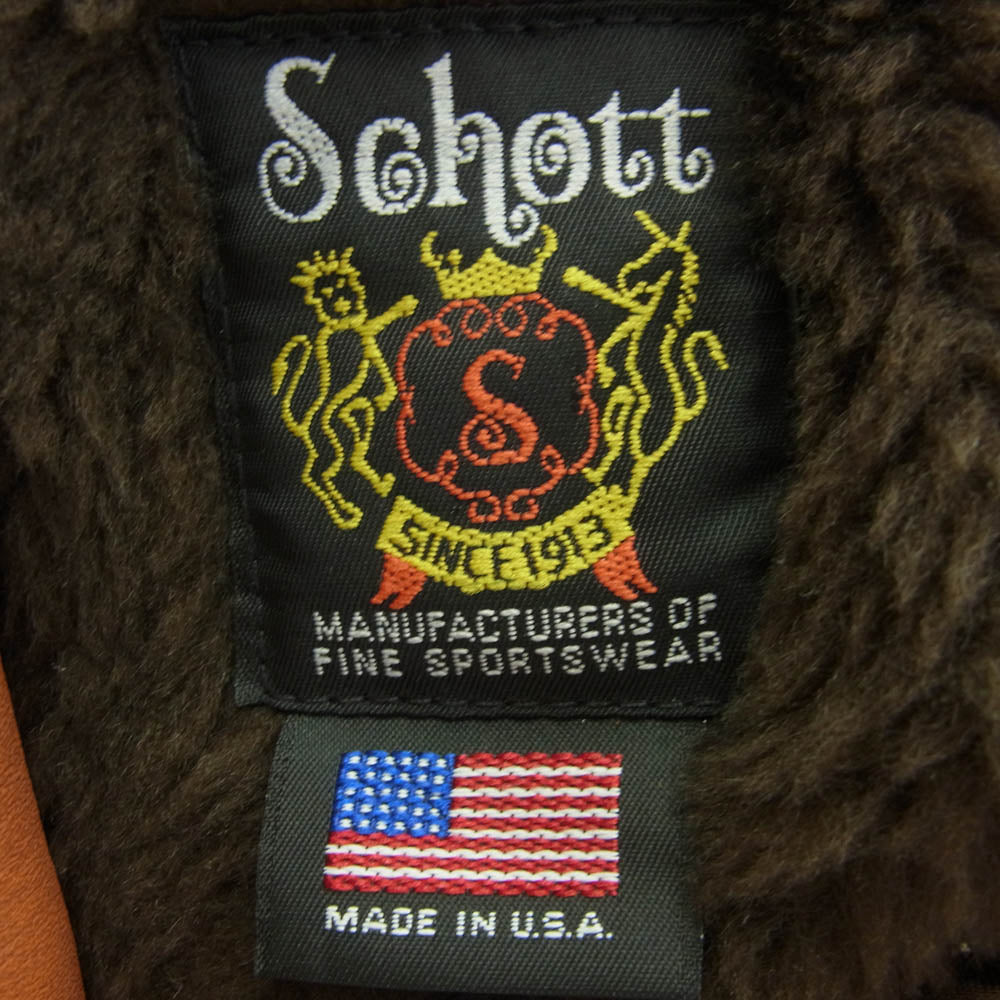 Schott
S
SINCE 1913
MANUFACTURERS OF
FINE SPORTSWEAR
MADE IN U.S.A.